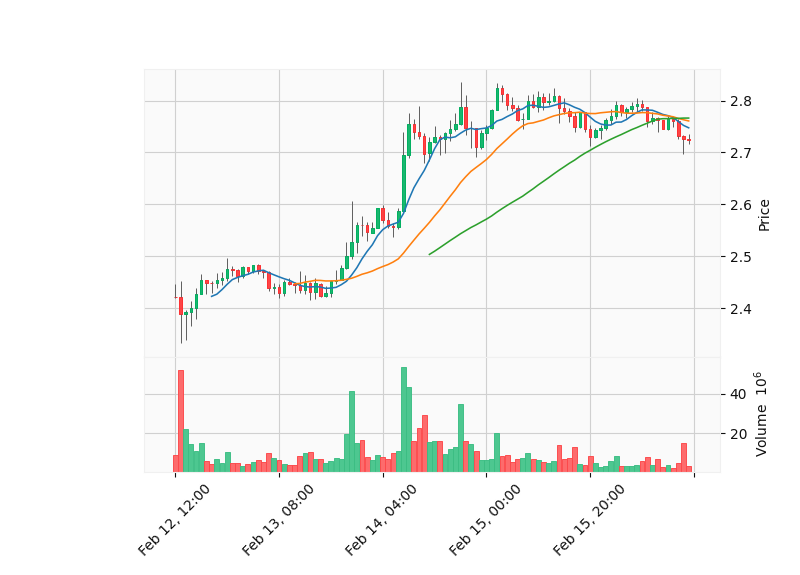 2.8
2.7
2.6
2.5
2.4
Price
40
20
Volume 10^6
Feb 12, 12:00
Feb 13, 08:00
Feb 14, 04:00
Feb 15, 00:00
Feb 15, 20:00